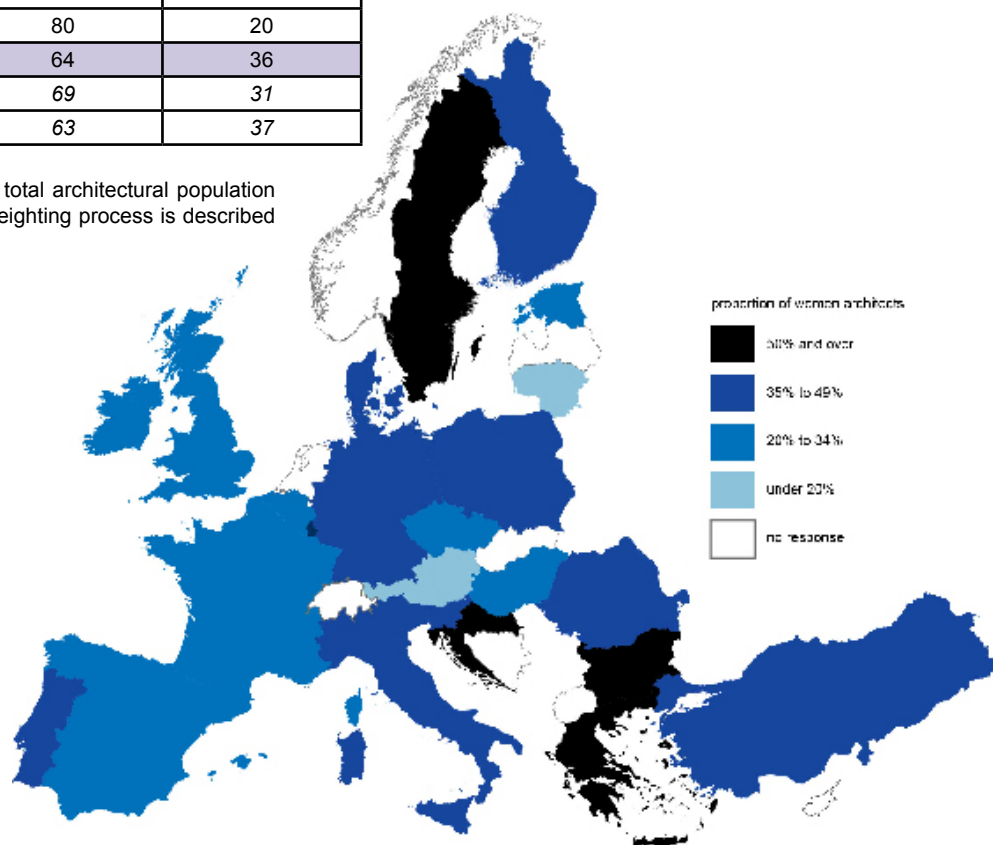 80 20
64 36
69 31
63 37
total architectural population
eighting process is described
proportion of women architects
50% and over
35% to 49%
20% to 34%
under 20%
no response